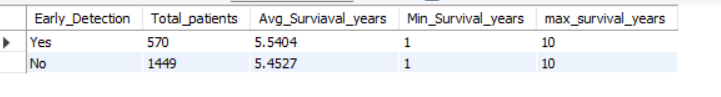 Early_Detection Total_patients Avg_Surviaval_years Min_Survival_years max_survival_years
Yes 570 5.5404 1 10
No 1449 5.4527 1 10